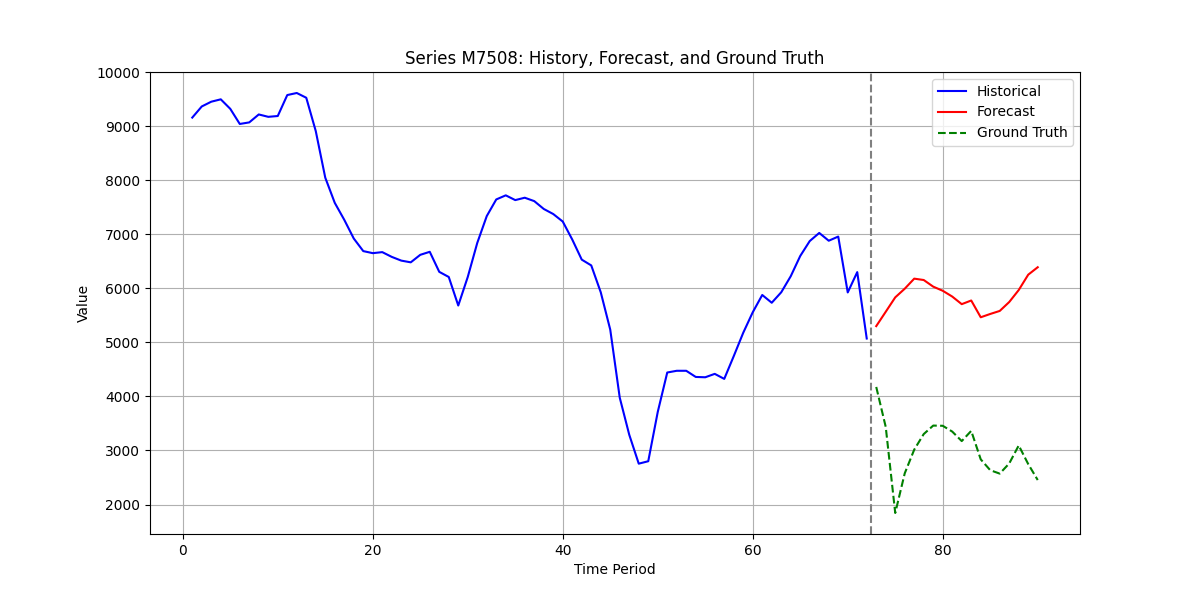 Series M7508: History, Forecast, and Ground Truth
Historical
Forecast
Ground Truth
10000
9000
8000
7000
6000
5000
4000
3000
2000
Value
0 20 40 60 80
Time Period